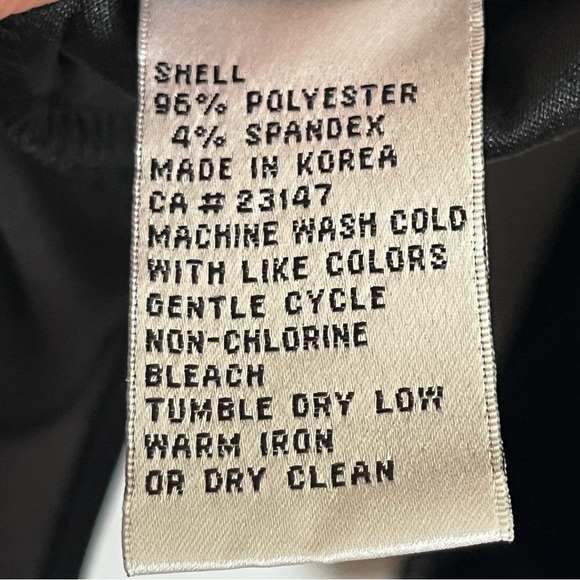 SHELL
96% POLYESTER
4% SPANDEX
MADE IN KOREA
CA # 23147
MACHINE WASH COLD
WITH LIKE COLORS
GENTLE CYCLE
NON-CHLORINE
BLEACH
TUMBLE DRY LOW
WARM IRON
OR DRY CLEAN